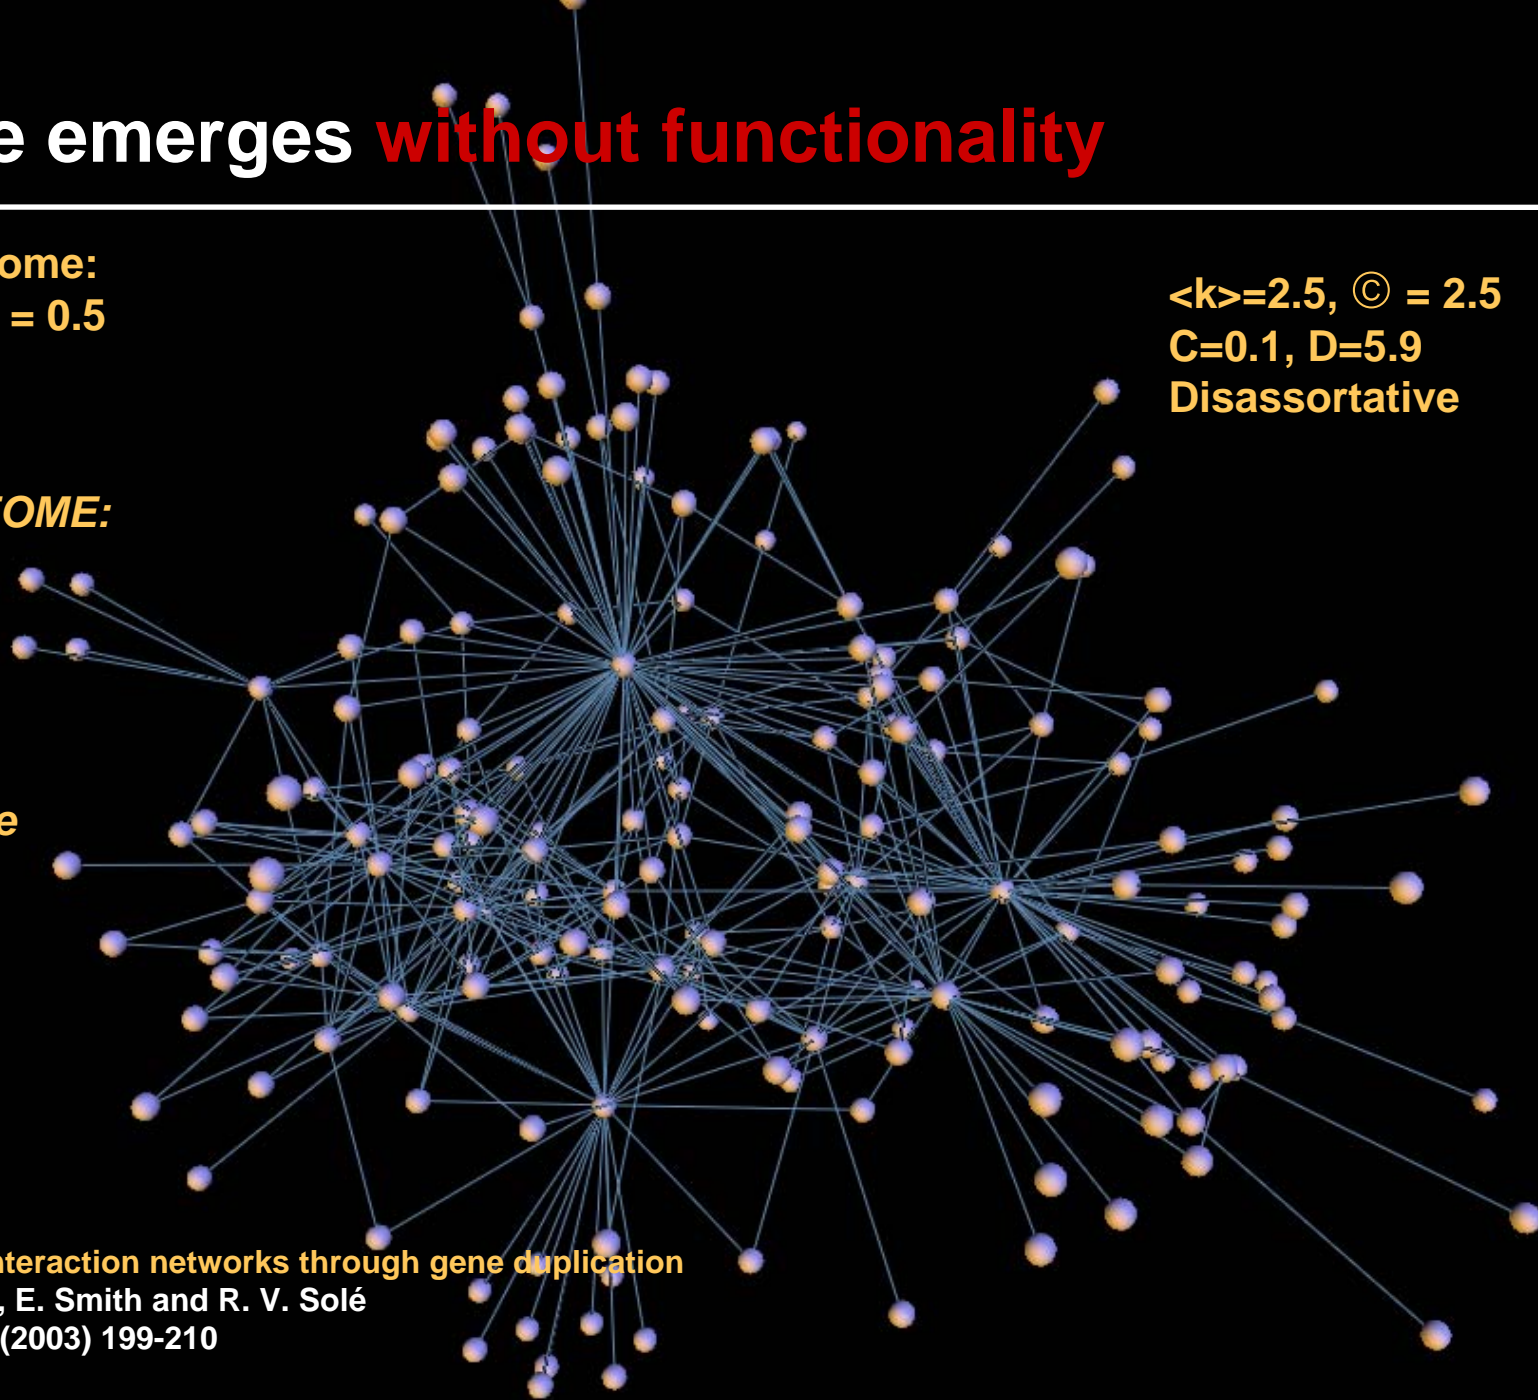 e emerges without functionality
ome:
= 0.5
<k>=2.5, © = 2.5
C=0.1, D=5.9
Disassortative
OME:
e
nteraction networks through gene duplication
, E. Smith and R. V. Solé
(2003) 199-210